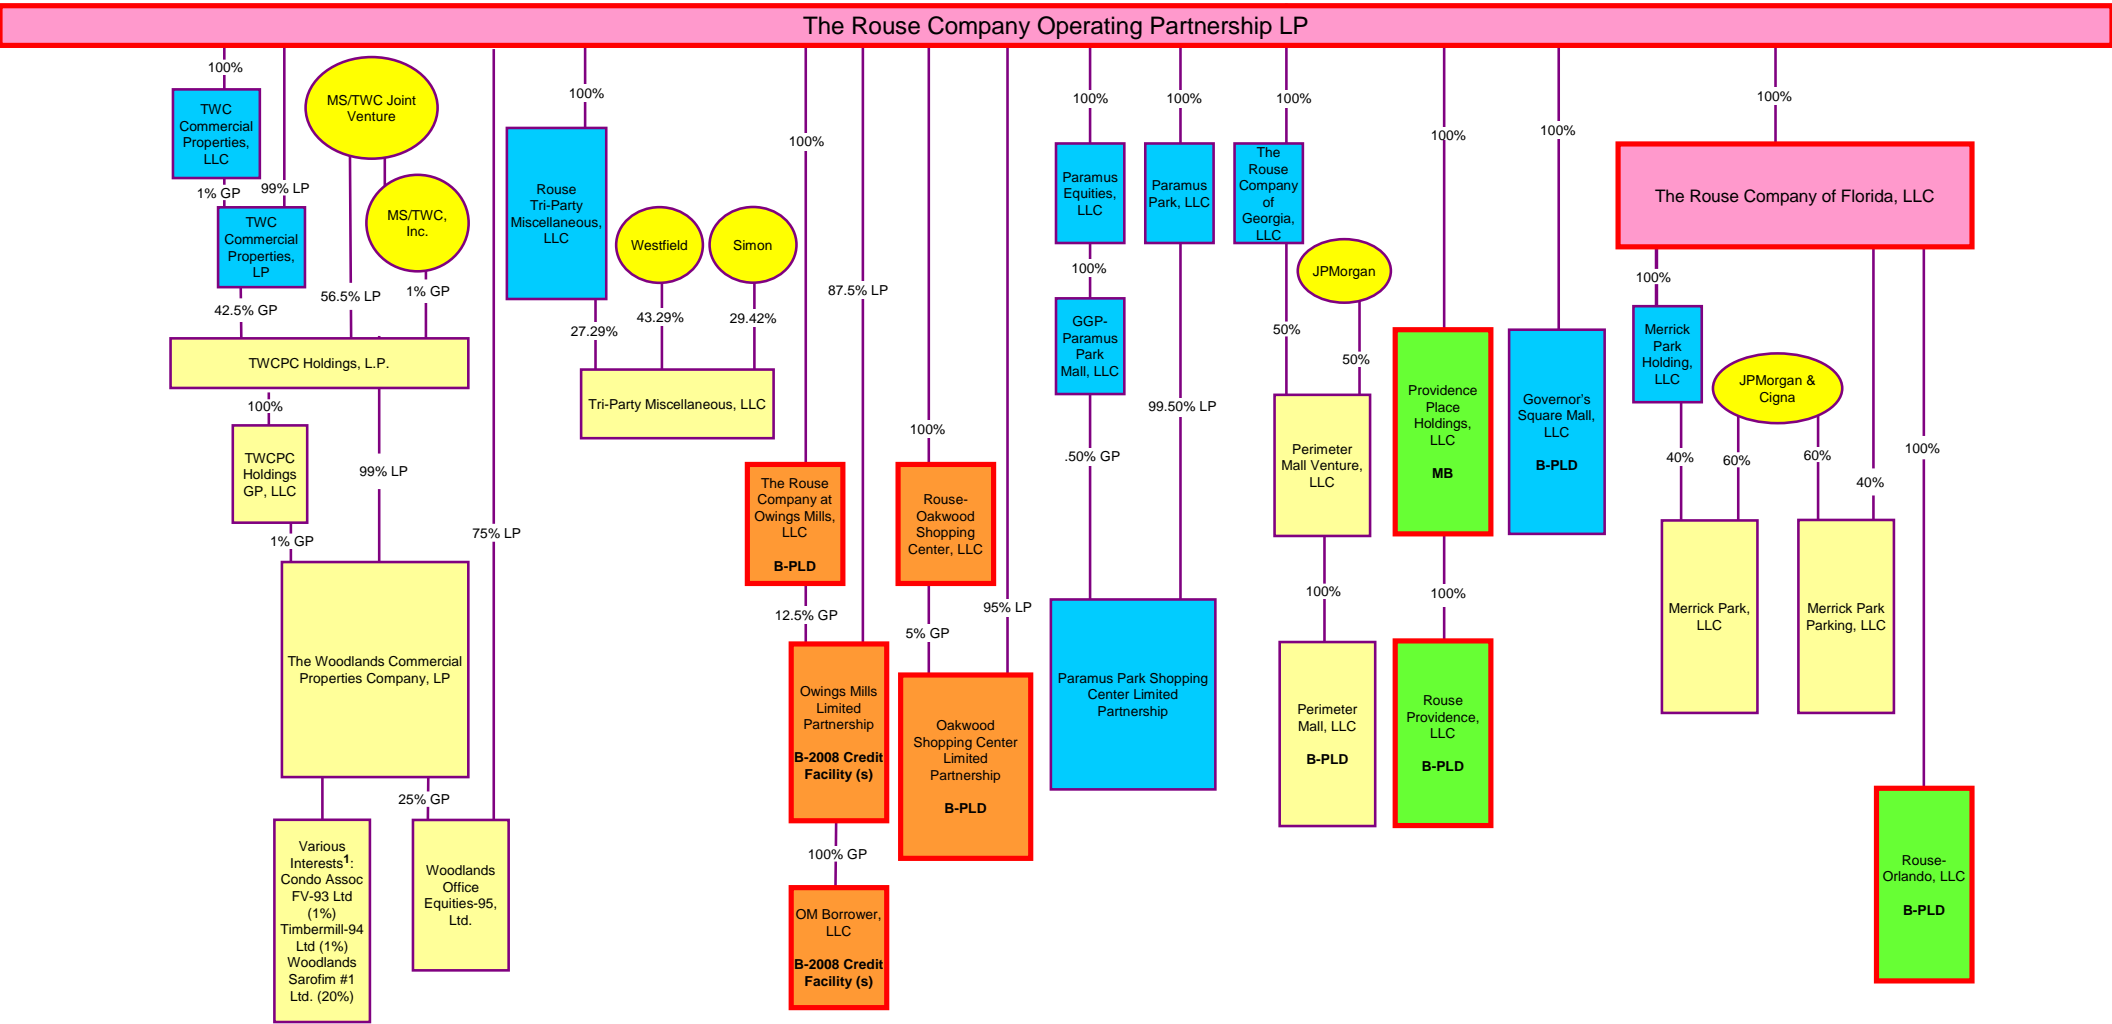 The Rouse Company Operating Partnership LP
100%
TWC
Commercial
Properties,
LLC
1% GP
99% LP
TWC
Commercial
Properties,
LP
42.5% GP
MS/TWC Joint
Venture
56.5% LP
MS/TWC,
Inc.
1% GP
TWCPC Holdings, L.P.
100%
TWCPC
Holdings
GP, LLC
1% GP
99% LP
The Woodlands Commercial
Properties Company, LP
Various
Interests1:
Condo Assoc
FV-93 Ltd
(1%)
Timbermill-94
Ltd (1%)
Woodlands
Sarofim #1
Ltd. (20%)
25% GP
75% LP
Woodlands
Office
Equities-95,
Ltd.
100%
Rouse
Tri-Party
Miscellaneous,
LLC
Westfield
Simon
27.29%
43.29%
29.42%
Tri-Party Miscellaneous, LLC
100%
The Rouse
Company at
Owings Mills,
LLC
B-PLD
12.5% GP
87.5% LP
Owings Mills
Limited
Partnership
B-2008 Credit
Facility (s)
100% GP
OM Borrower,
LLC
B-2008 Credit
Facility (s)
100%
Rouse-
Oakwood
Shopping
Center, LLC
5% GP
95% LP
Oakwood
Shopping Center
Limited
Partnership
B-PLD
100%
Paramus
Equities,
LLC
100%
GGP-
Paramus
Park
Mall, LLC
.50% GP
100%
Paramus
Park, LLC
99.50% LP
Paramus Park Shopping
Center Limited
Partnership
100%
The
Rouse
Company
of
Georgia,
LLC
JPMorgan
50%
50%
Perimeter
Mall Venture,
LLC
100%
Perimeter
Mall, LLC
B-PLD
100%
Providence
Place
Holdings,
LLC
MB
100%
Rouse
Providence,
LLC
B-PLD
100%
Governor's
Square Mall,
LLC
B-PLD
100%
The Rouse Company of Florida, LLC
100%
Merrick
Park
Holding,
LLC
JPMorgan &
Cigna
40%
60%
60%
40%
100%
Merrick Park,
LLC
Merrick Park
Parking, LLC
Rouse-
Orlando, LLC
B-PLD